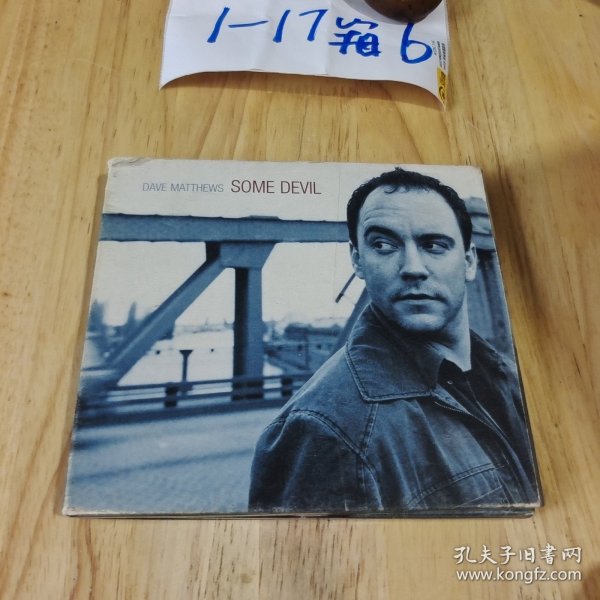 1-17箱6
DAVE MATTHEWS SOME DEVIL
孔夫子旧书网
www.kongfz.com